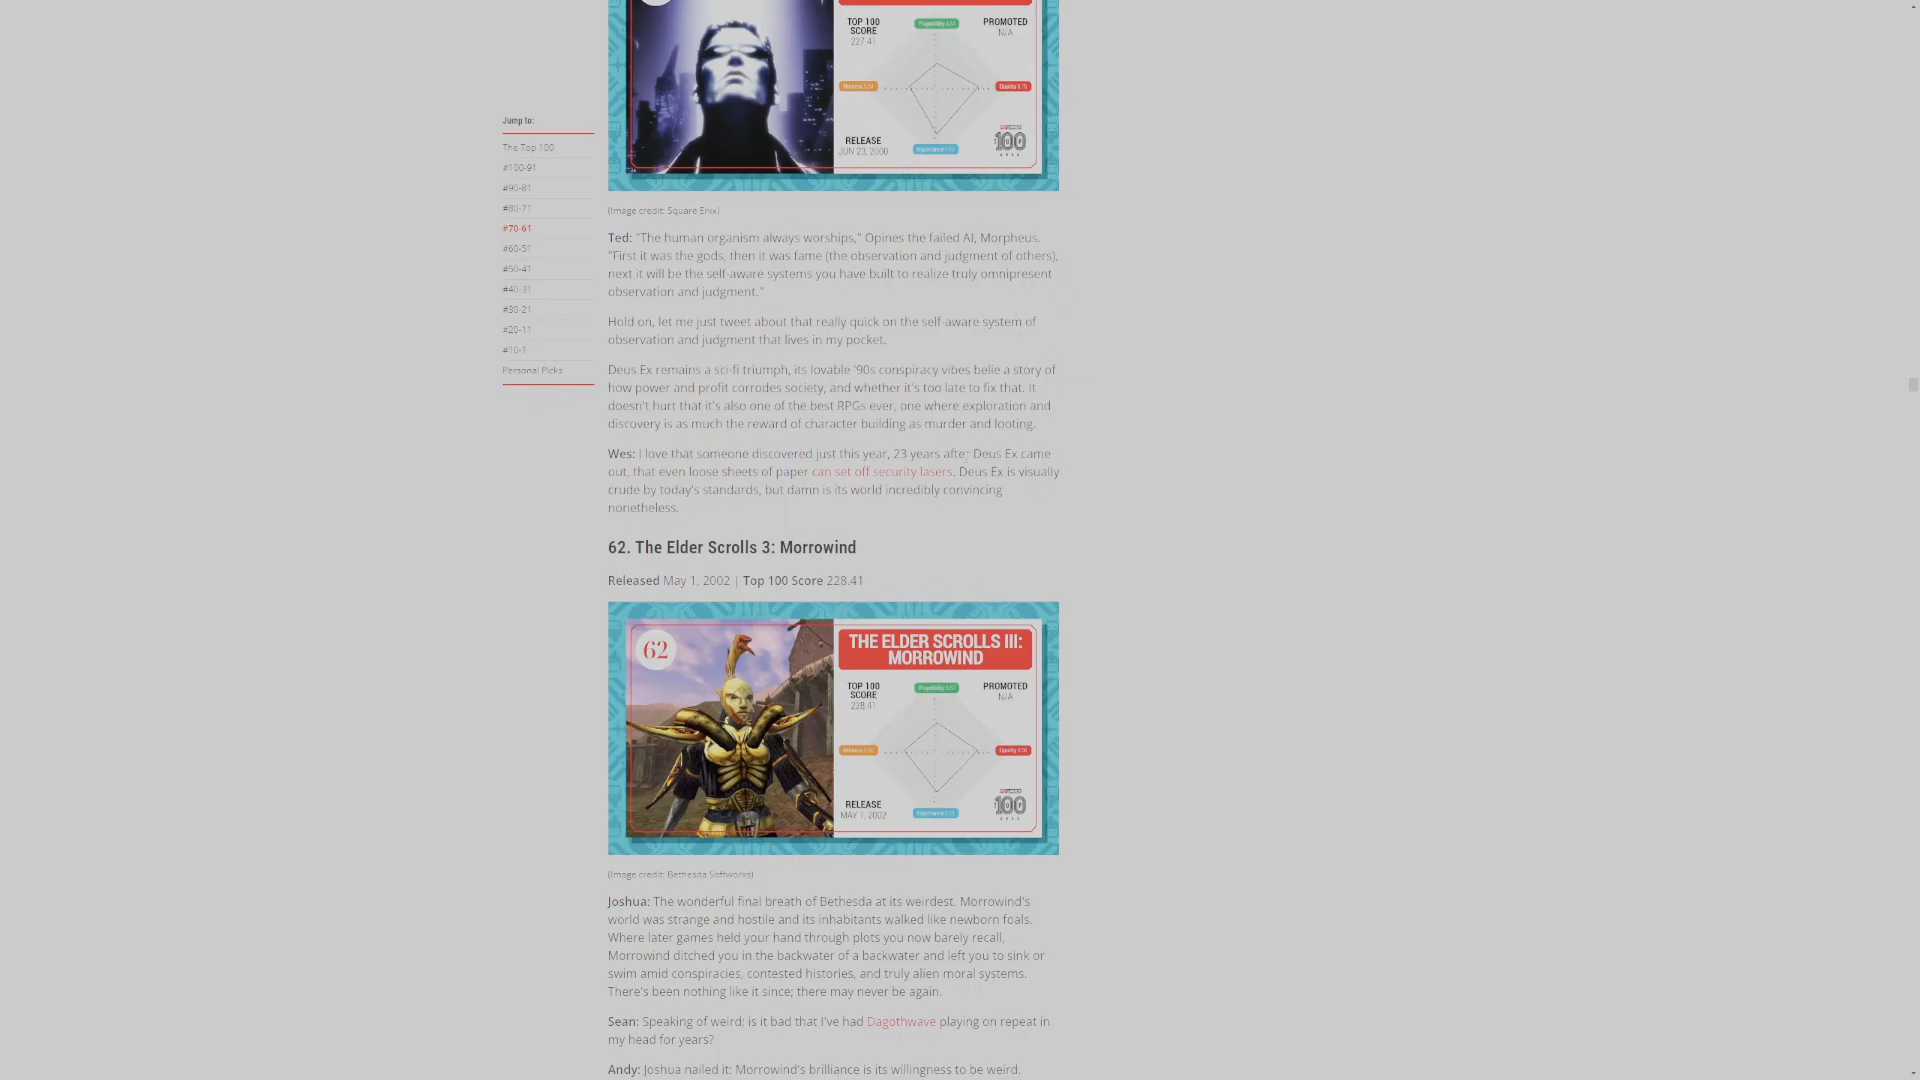 TOP 100
SCORE
227.41
PROMOTED
N/A
RELEASE
JUN 23, 2000
100
Jump to:
The Top 100
#100-91
#90-81
#80-71
#70-61
#60-51
#50-41
#40-31
#30-21
#20-11
#10-1
Personal Picks
(Image credit: Square Enix)
Ted: "The human organism always worships," Opines the failed AI, Morpheus.
"First it was the gods, then it was fame (the observation and judgment of others),
next it will be the self-aware systems you have built to realize truly omnipresent
observation and judgment."
Hold on, let me just tweet about that really quick on the self-aware system of
observation and judgment that lives in my pocket.
Deus Ex remains a sci-fi triumph, its lovable '90s conspiracy vibes belie a story of
how power and profit corrodes society, and whether it's too late to fix that. It
doesn't hurt that it's also one of the best RPGs ever, one where exploration and
discovery is as much the reward of character building as murder and looting.
Wes: I love that someone discovered just this year, 23 years after Deus Ex came
out, that even loose sheets of paper can set off security lasers. Deus Ex is visually
crude by today's standards, but damn is its world incredibly convincing
nonetheless.
62. The Elder Scrolls 3: Morrowind
Released May 1, 2002 | Top 100 Score 228.41
62
THE ELDER SCROLLS III:
MORROWIND
TOP 100
SCORE
228.41
PROMOTED
N/A
RELEASE
MAY 1, 2002
100
(Image credit: Bethesda Softworks)
Joshua: The wonderful final breath of Bethesda at its weirdest. Morrowind's
world was strange and hostile and its inhabitants walked like newborn foals.
Where later games held your hand through plots you now barely recall,
Morrowind ditched you in the backwater of a backwater and left you to sink or
swim amid conspiracies, contested histories, and truly alien moral systems.
There's been nothing like it since; there may never be again.
Sean: Speaking of weird; is it bad that I've had Dagothwave playing on repeat in
my head for years?
Andy: Joshua nailed it: Morrowind's brilliance is its willingness to be weird.